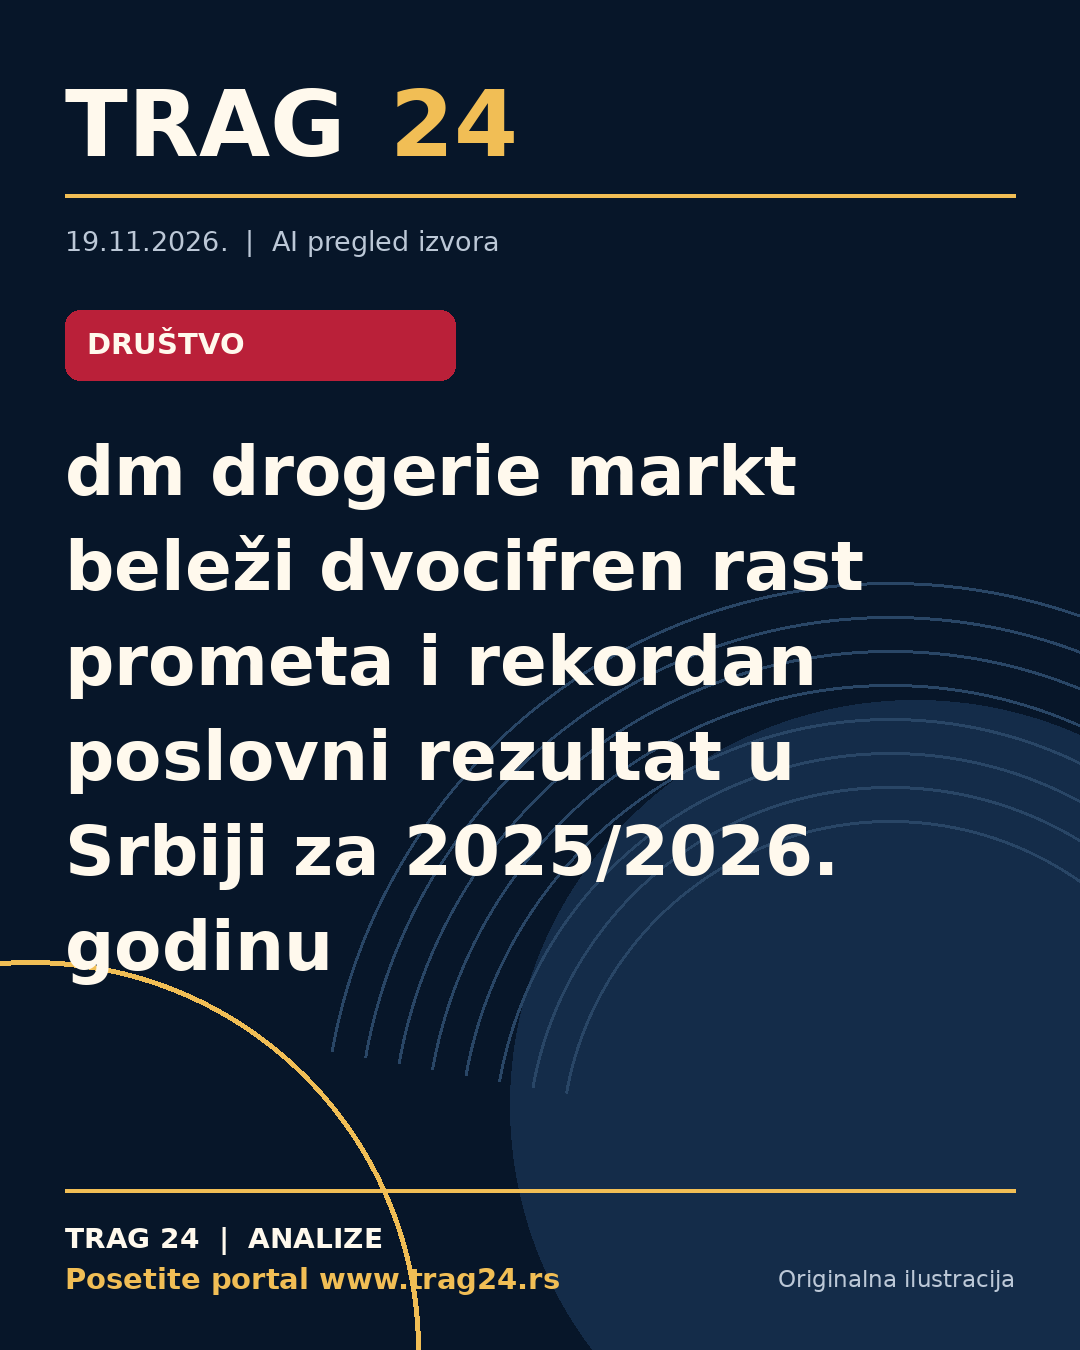 TRAG 24
19.11.2026. | AI pregled izvora
DRUŠTVO
dm drogerie markt
beleži dvocifren rast
prometa i rekordan
poslovni rezultat u
Srbiji za 2025/2026.
godinu
TRAG 24 | ANALIZE
Posetite portal www.trag24.rs
Originalna ilustracija